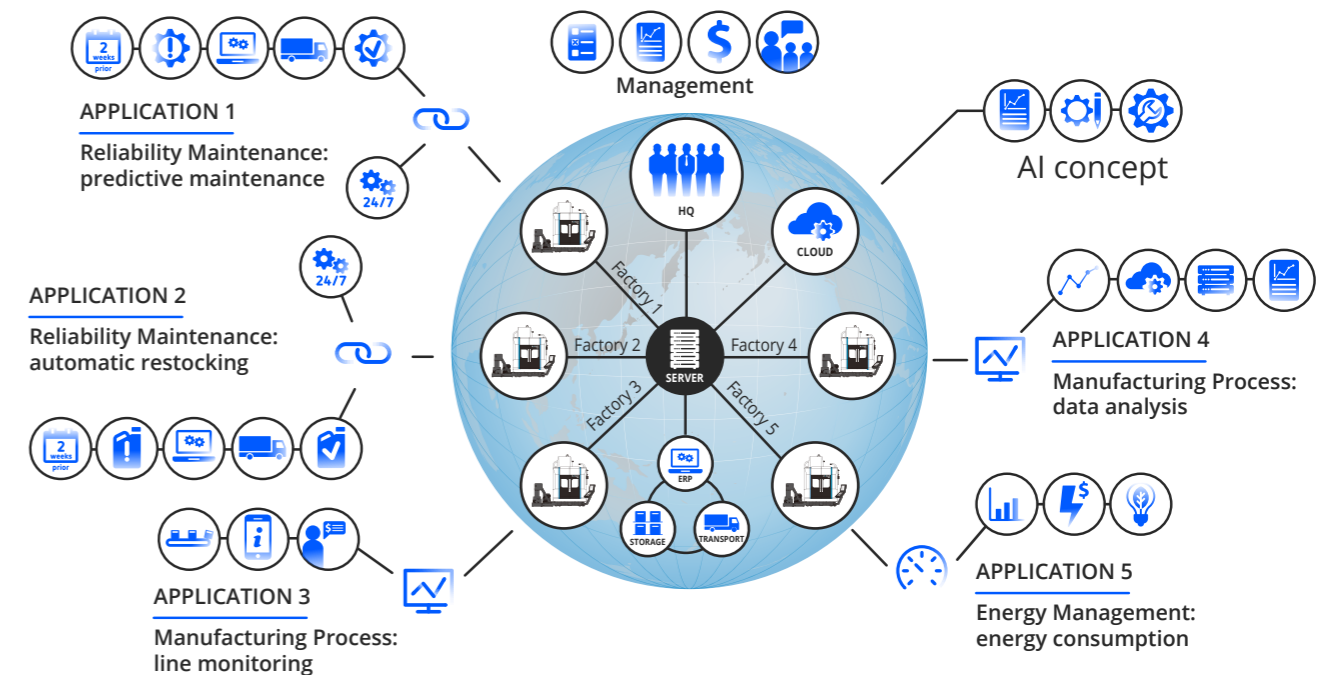 Management
2
weeks
prior
APPLICATION 1
Reliability Maintenance:
predictive maintenance
24/7
AI concept
HQ
CLOUD
Factory 1
24/7
APPLICATION 2
Reliability Maintenance:
automatic restocking
Factory 2
SERVER
Factory 4
APPLICATION 4
Manufacturing Process:
data analysis
Factory 3
Factory 5
2
weeks
prior
ERP
STORAGE
TRANSPORT
$
i
$
APPLICATION 3
Manufacturing Process:
line monitoring
$
APPLICATION 5
Energy Management:
energy consumption